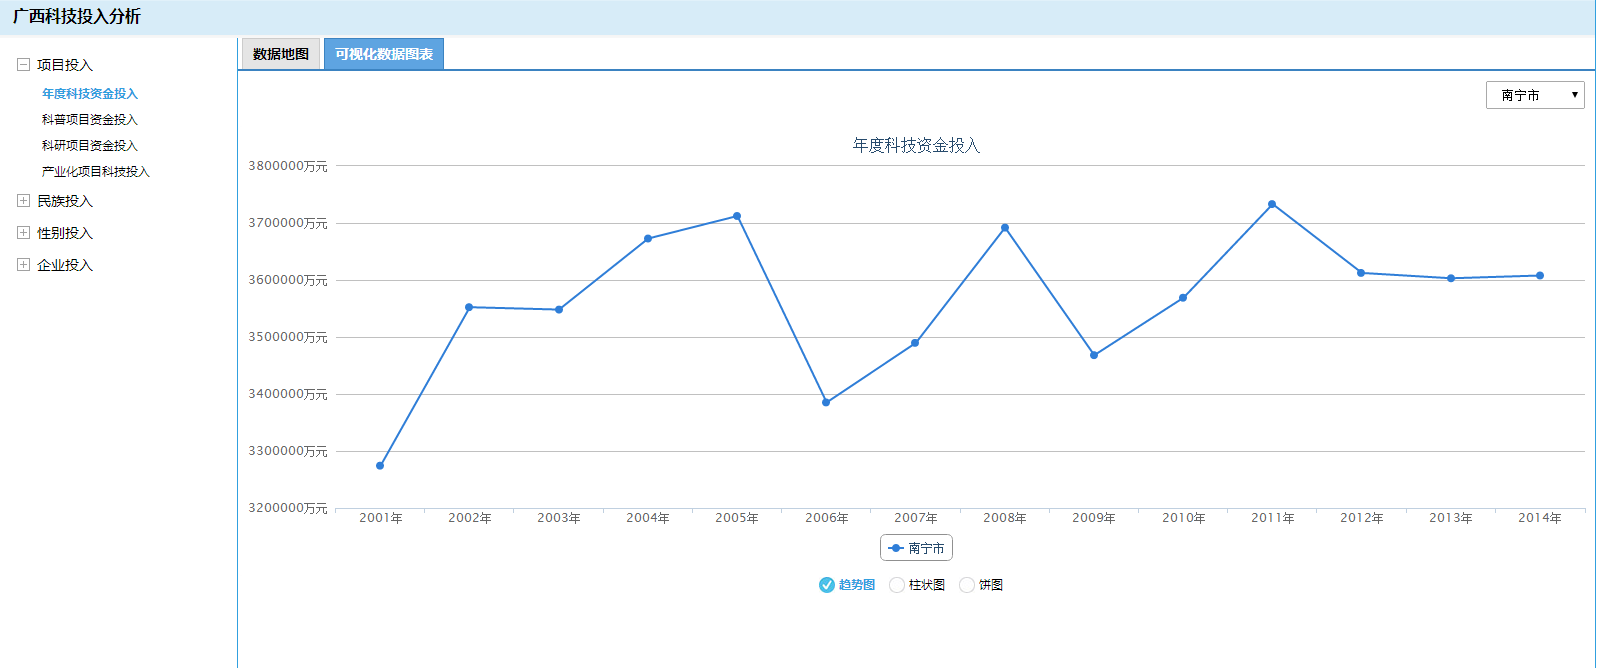 广西科技投入分析
项目投入
年度科技资金投入
科普项目资金投入
科研项目资金投入
产业化项目科技投入
民族投入
性别投入
企业投入
数据地图 可视化数据图表
南宁市
年度科技资金投入
3800000万元
3700000万元
3600000万元
3500000万元
3400000万元
3300000万元
3200000万元
2001年 2002年 2003年 2004年 2005年 2006年 2007年 2008年 2009年 2010年 2011年 2012年 2013年 2014年
南宁市
趋势图 柱状图 饼图